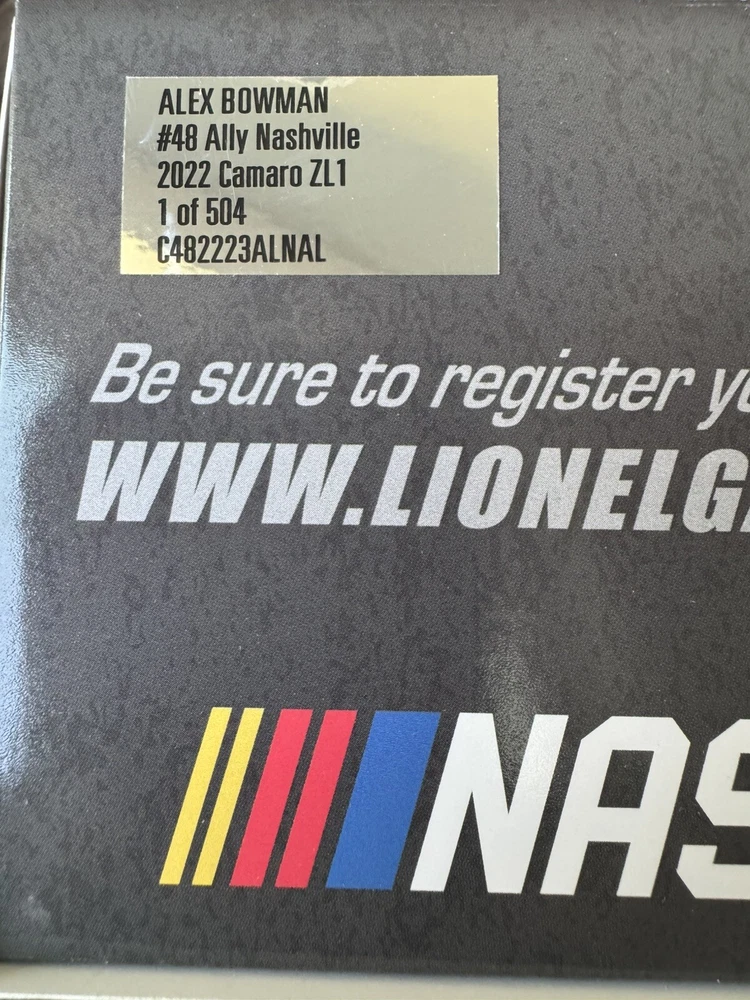 ALEX BOWMAN
#48 Ally Nashville
2022 Camaro ZL1
1 of 504
C482223ALNAL
Be sure to register
WWW.LIONELG
NAS